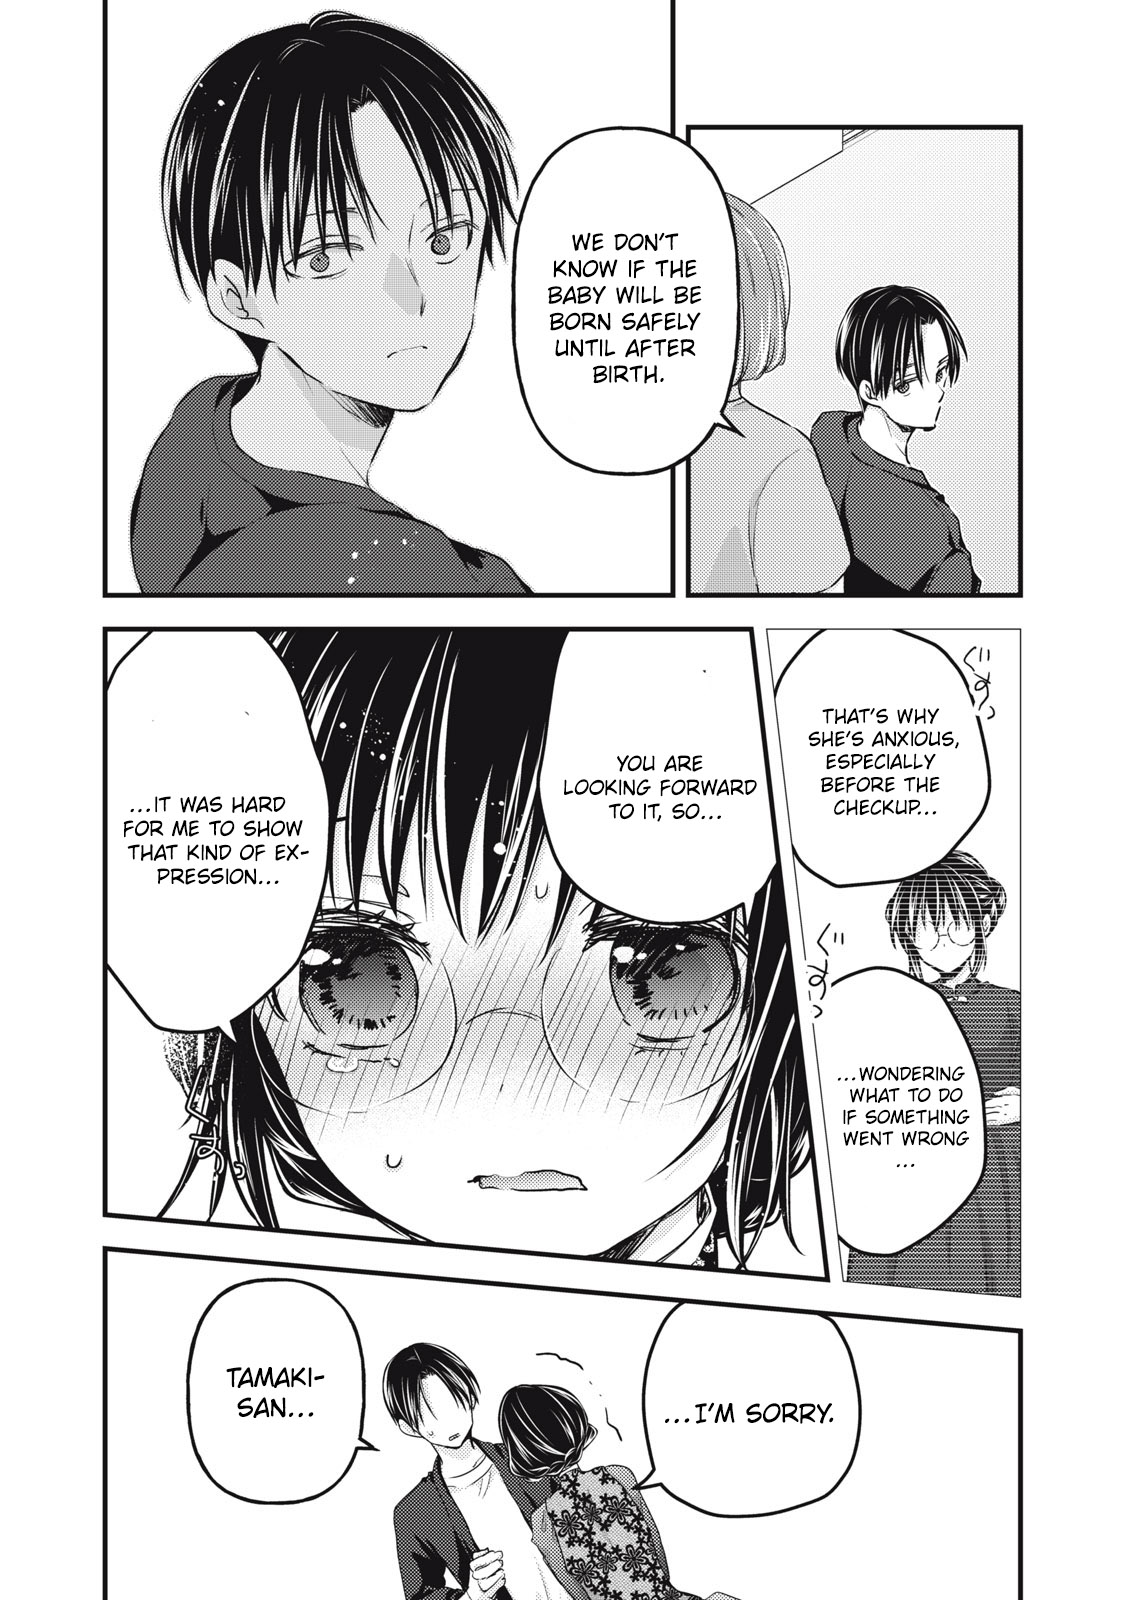 WE DON'T
KNOW IF THE
BABY WILL BE
BORN SAFELY
UNTIL AFTER
BIRTH.
THAT'S WHY
SHE'S ANXIOUS,
ESPECIALLY
BEFORE THE
CHECKUP...
...WONDERING
WHAT TO DO
IF SOMETHING
WENT WRONG
...
YOU ARE
LOOKING FORWARD
TO IT, SO...
...IT WAS HARD
FOR ME TO SHOW
THAT KIND OF EX-
PRESSION...
...I'M SORRY.
TAMAKI-
SAN...